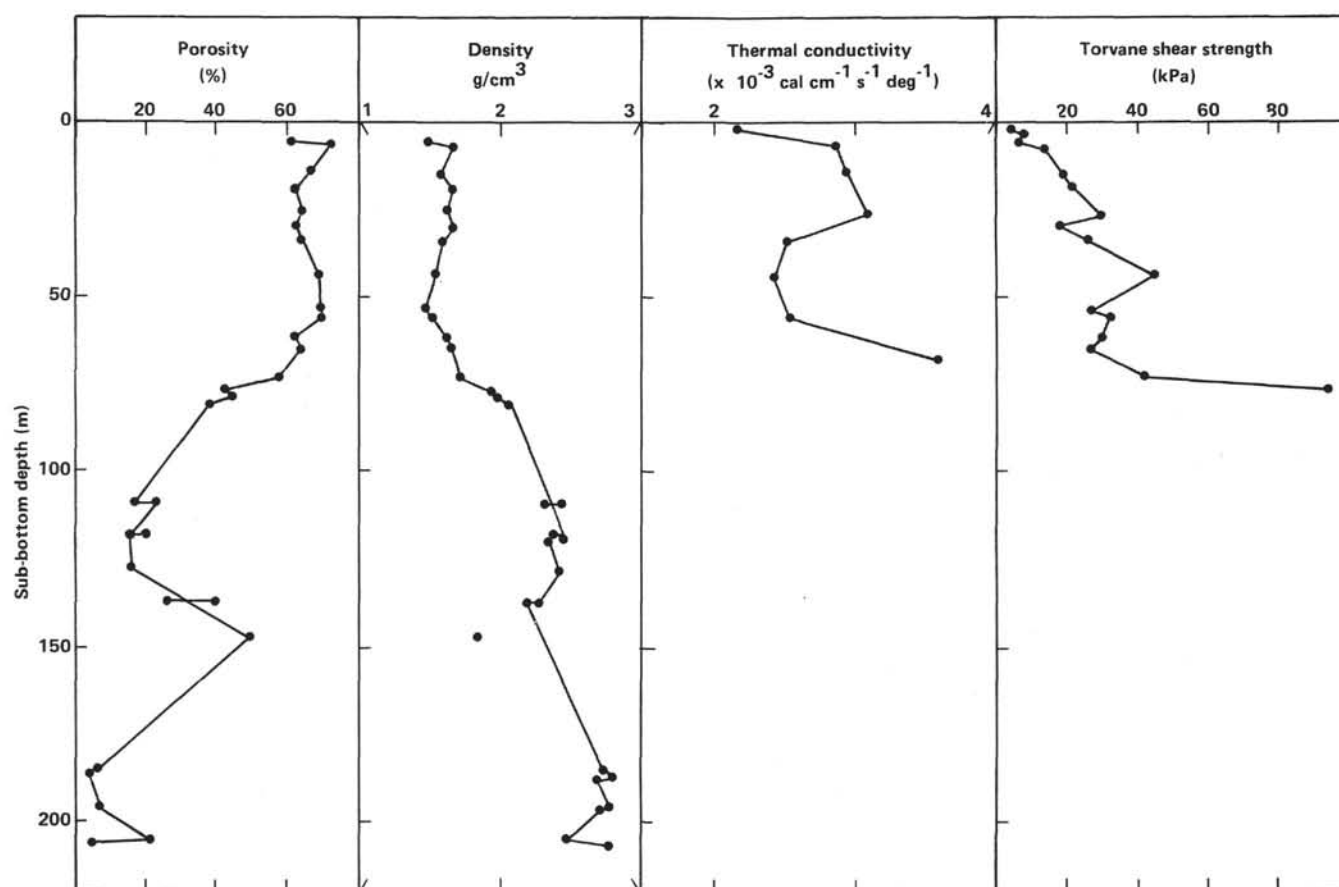 Porosity
(%)
20 40 60
Density
g/cm³
1 2 3
Thermal conductivity
(x 10⁻³ cal cm⁻¹ s⁻¹ deg⁻¹)
2 4
Torvane shear strength
(kPa)
20 40 60 80
0
50
100
150
200
Sub-bottom depth (m)